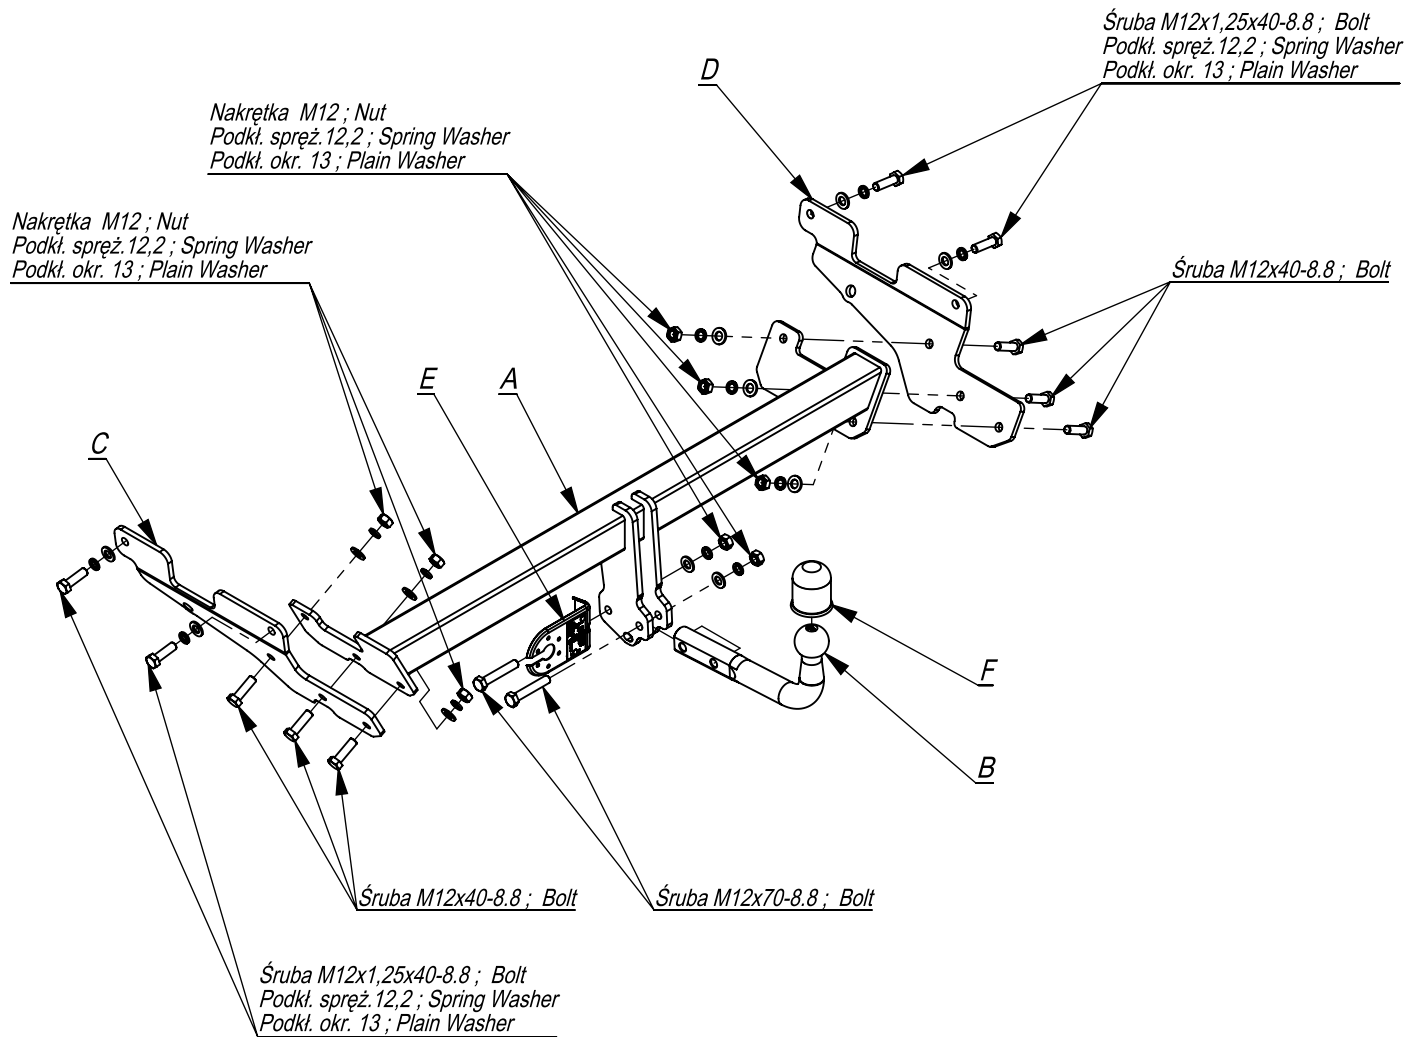 Śruba M12x1,25x40-8.8 ; Bolt
Podkł. spręż.12,2 ; Spring Washer
Podkł. okr. 13 ; Plain Washer
D
Nakrętka M12 ; Nut
Podkł. spręż.12,2 ; Spring Washer
Podkł. okr. 13 ; Plain Washer
Nakrętka M12 ; Nut
Podkł. spręż.12,2 ; Spring Washer
Podkł. okr. 13 ; Plain Washer
Śruba M12x40-8.8 ; Bolt
E
A
C
F
B
Śruba M12x40-8.8 ; Bolt
Śruba M12x70-8.8 ; Bolt
Śruba M12x1,25x40-8.8 ; Bolt
Podkł. spręż.12,2 ; Spring Washer
Podkł. okr. 13 ; Plain Washer